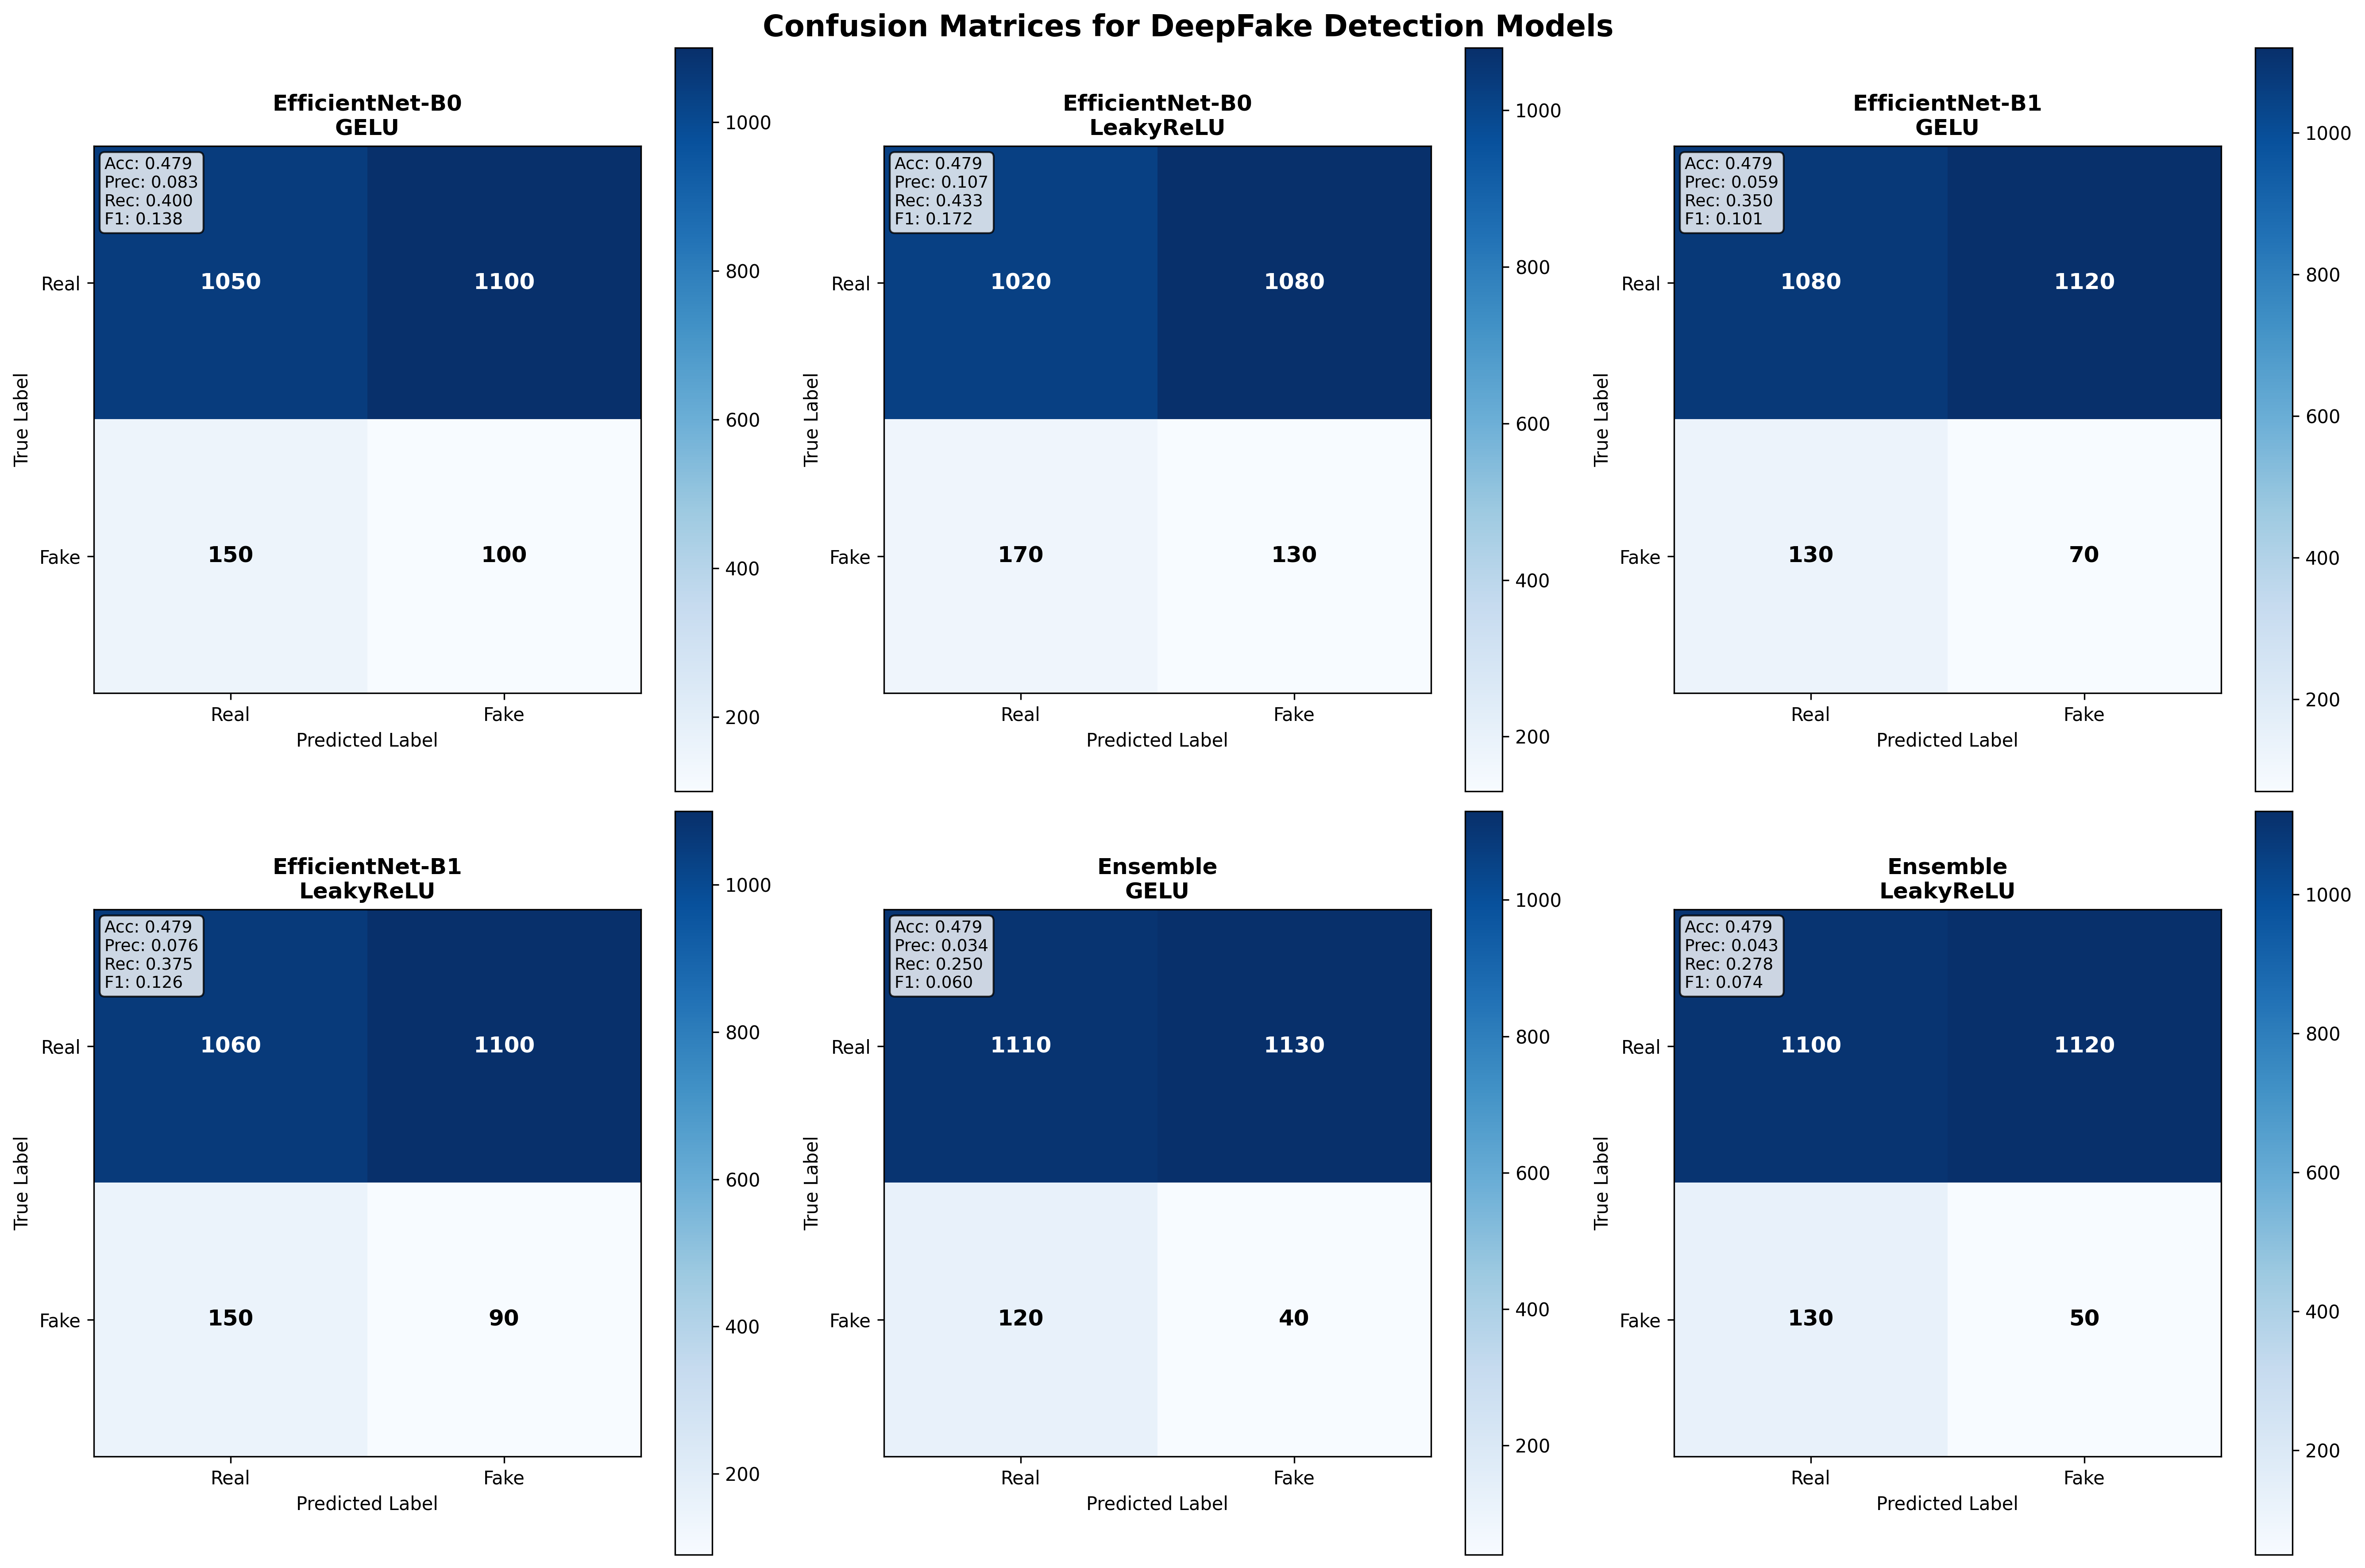 Confusion Matrices for DeepFake Detection Models
EfficientNet-B0
GELU
Acc: 0.479
Prec: 0.083
Rec: 0.400
F1: 0.138
True Label
Real
Fake
1050
1100
150
100
Real
Fake
Predicted Label
1000
800
600
400
200
EfficientNet-B0
LeakyReLU
Acc: 0.479
Prec: 0.107
Rec: 0.433
F1: 0.172
True Label
Real
Fake
1020
1080
170
130
Real
Fake
Predicted Label
1000
800
600
400
200
EfficientNet-B1
GELU
Acc: 0.479
Prec: 0.059
Rec: 0.350
F1: 0.101
True Label
Real
Fake
1080
1120
130
70
Real
Fake
Predicted Label
1000
800
600
400
200
EfficientNet-B1
LeakyReLU
Acc: 0.479
Prec: 0.076
Rec: 0.375
F1: 0.126
True Label
Real
Fake
1060
1100
150
90
Real
Fake
Predicted Label
1000
800
600
400
200
Ensemble
GELU
Acc: 0.479
Prec: 0.034
Rec: 0.250
F1: 0.060
True Label
Real
Fake
1110
1130
120
40
Real
Fake
Predicted Label
1000
800
600
400
200
Ensemble
LeakyReLU
Acc: 0.479
Prec: 0.043
Rec: 0.278
F1: 0.074
True Label
Real
Fake
1100
1120
130
50
Real
Fake
Predicted Label
1000
800
600
400
200